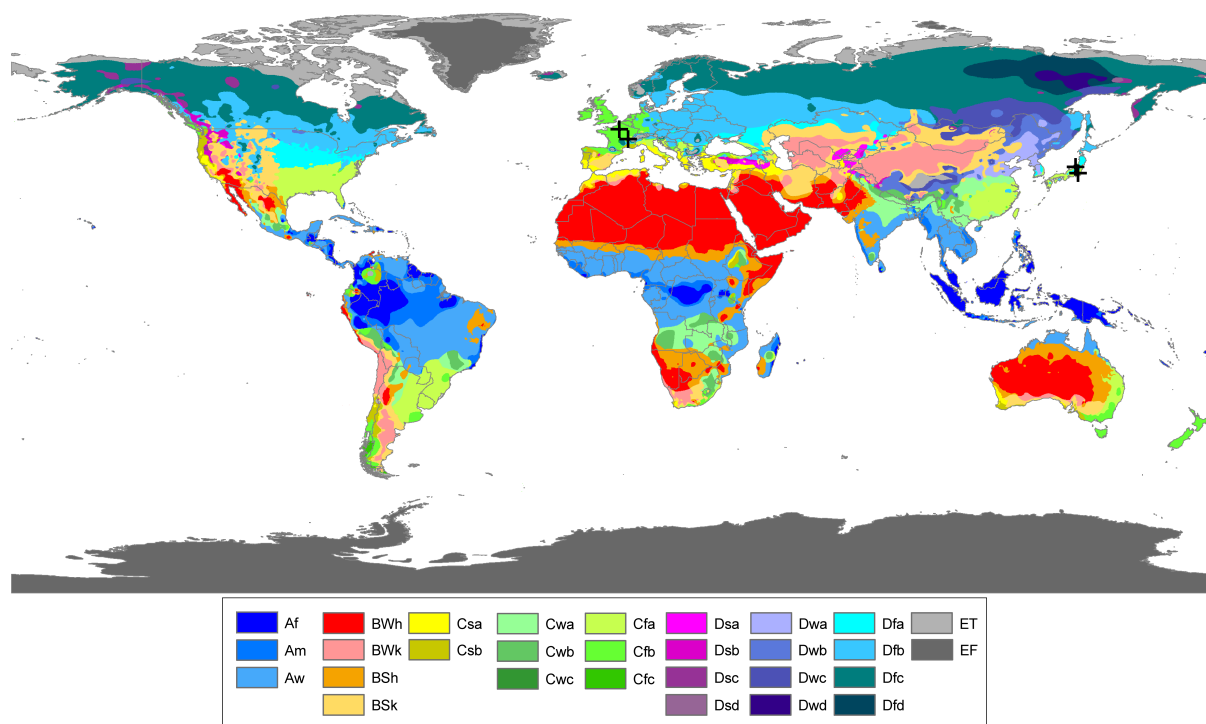 Af BWh Csa Cwa Cfa Dsa Dwa Dfa ET
Am BWk Csb Cwb Cfb Dsb Dwb Dfb EF
Aw BSh Cwc Cfc Dsc Dwc Dfc
BSk Dsd Dwd Dfd